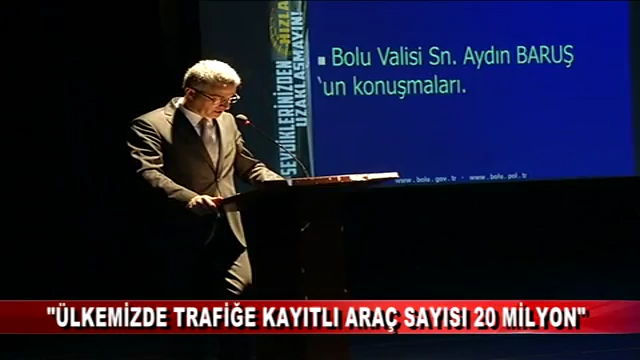 SEVDİKLERİNİZDEN
HIZLA
UZAKLAŞMAYIN!
Bolu Valisi Sn. Aydın BARUŞ
‘un konuşmaları.
www.bolu.gov.tr - www.bolu.pol.tr
"ÜLKEMİZDE TRAFİĞE KAYITLI ARAÇ SAYISI 20 MİLYON"